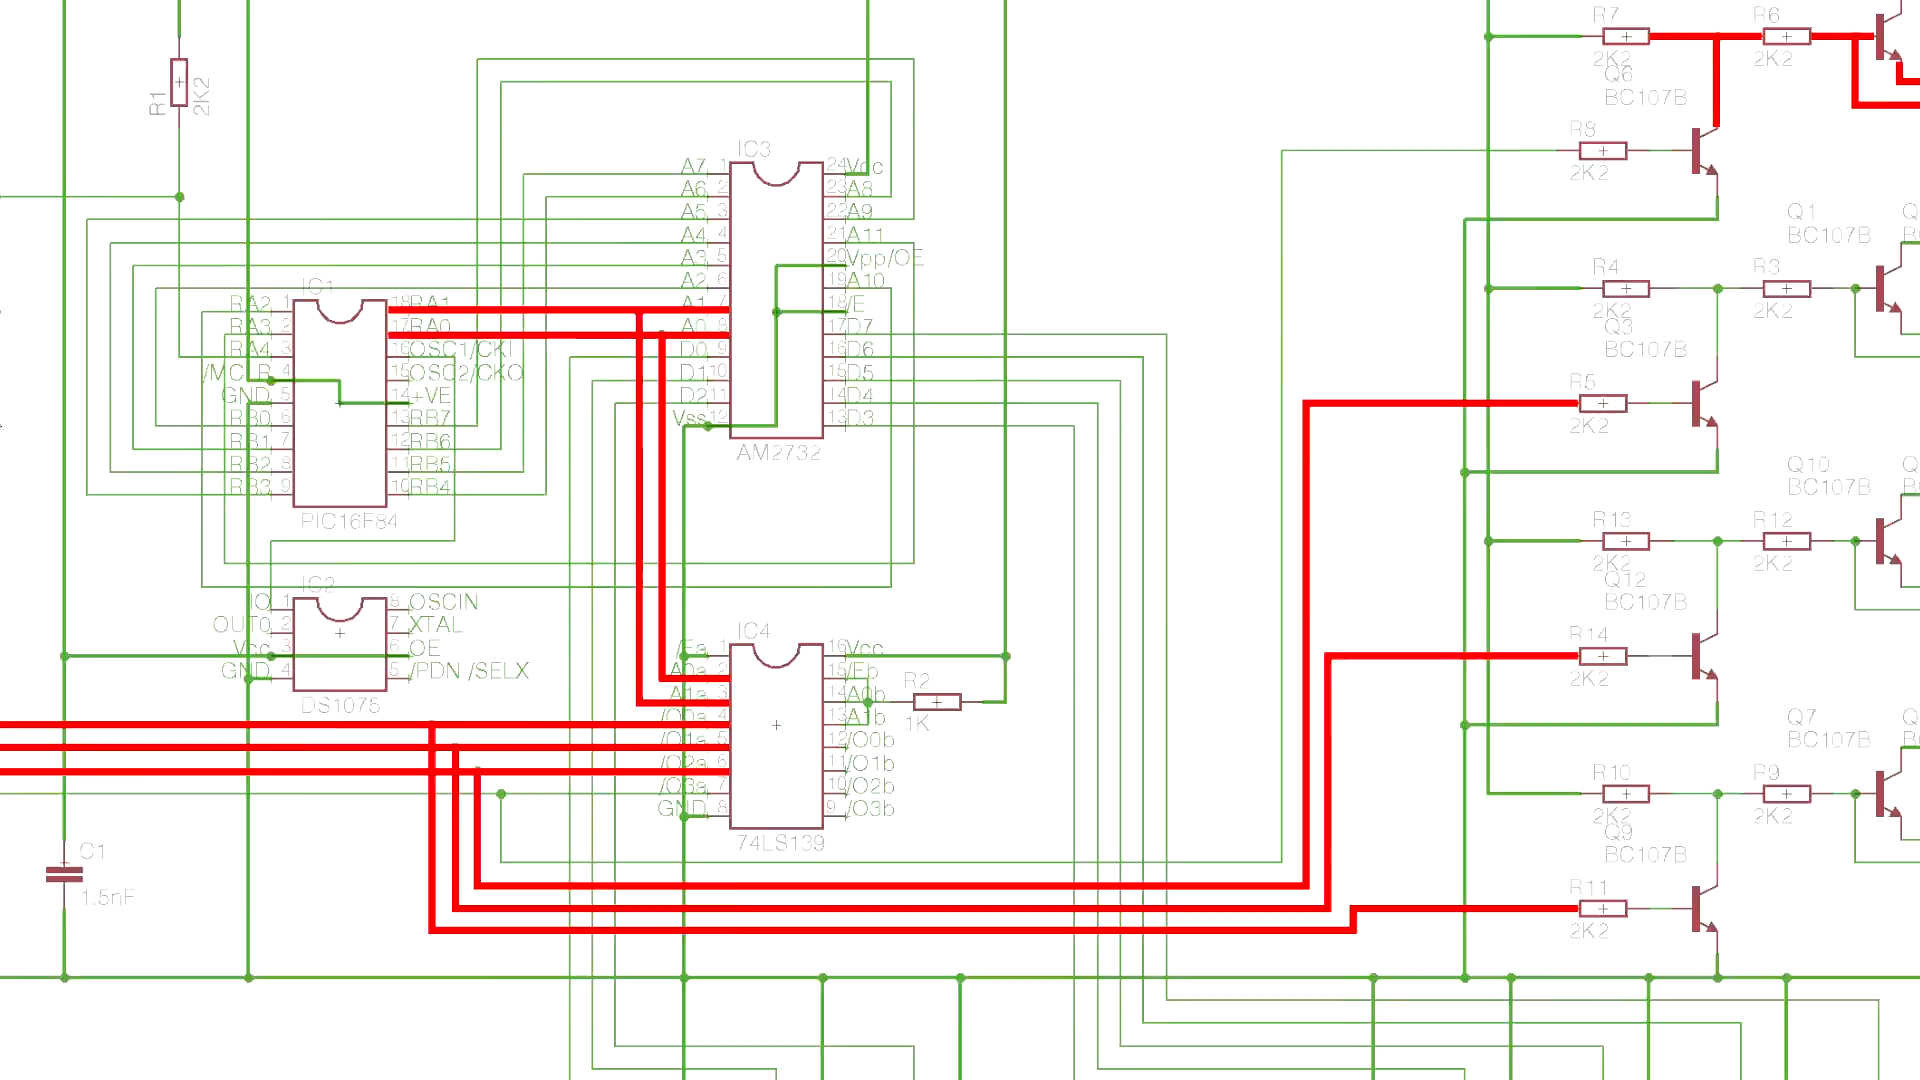 R1
2K2
IC1
RA2 1
RA3 2
RA4 3
/MCLR 4
GND 5
RB0 6
RB1 7
RB2 8
RB3 9
18 RA1
17 RA0
16 OSC1/CKI
15 OSC2/CKO
14 +VE
13 RB7
12 RB6
11 RB5
10 RB4
PIC16F84
IC2
IO 1
OUT0 2
Vcc 3
GND 4
8 OSCIN
7 XTAL
6 OE
5 /PDN /SELX
DS1075
C1
1.5nF
IC3
A7 1
A6 2
A5 3
A4 4
A3 5
A2 6
A1 7
A0 8
D0 9
D1 10
D2 11
Vss 12
24 Vcc
23 A8
22 A9
21 A11
20 Vpp/OE
19 A10
18 /E
17 D7
16 D6
15 D5
14 D4
13 D3
AM2732
IC4
/Ea 1
A0a 2
A1a 3
/O0a 4
/O1a 5
/O2a 6
/O3a 7
GND 8
16 Vcc
15 /Eb
14 A0b
13 A1b
12 /O0b
11 /O1b
10 /O2b
9 /O3b
74LS139
R2
1K
R7
2K2
R6
2K2
Q6
BC107B
R8
2K2
Q1
BC107B
R4
2K2
R3
2K2
Q3
BC107B
R5
2K2
Q10
BC107B
R13
2K2
R12
2K2
Q12
BC107B
R14
2K2
Q7
BC107B
R10
2K2
R9
2K2
Q9
BC107B
R11
2K2